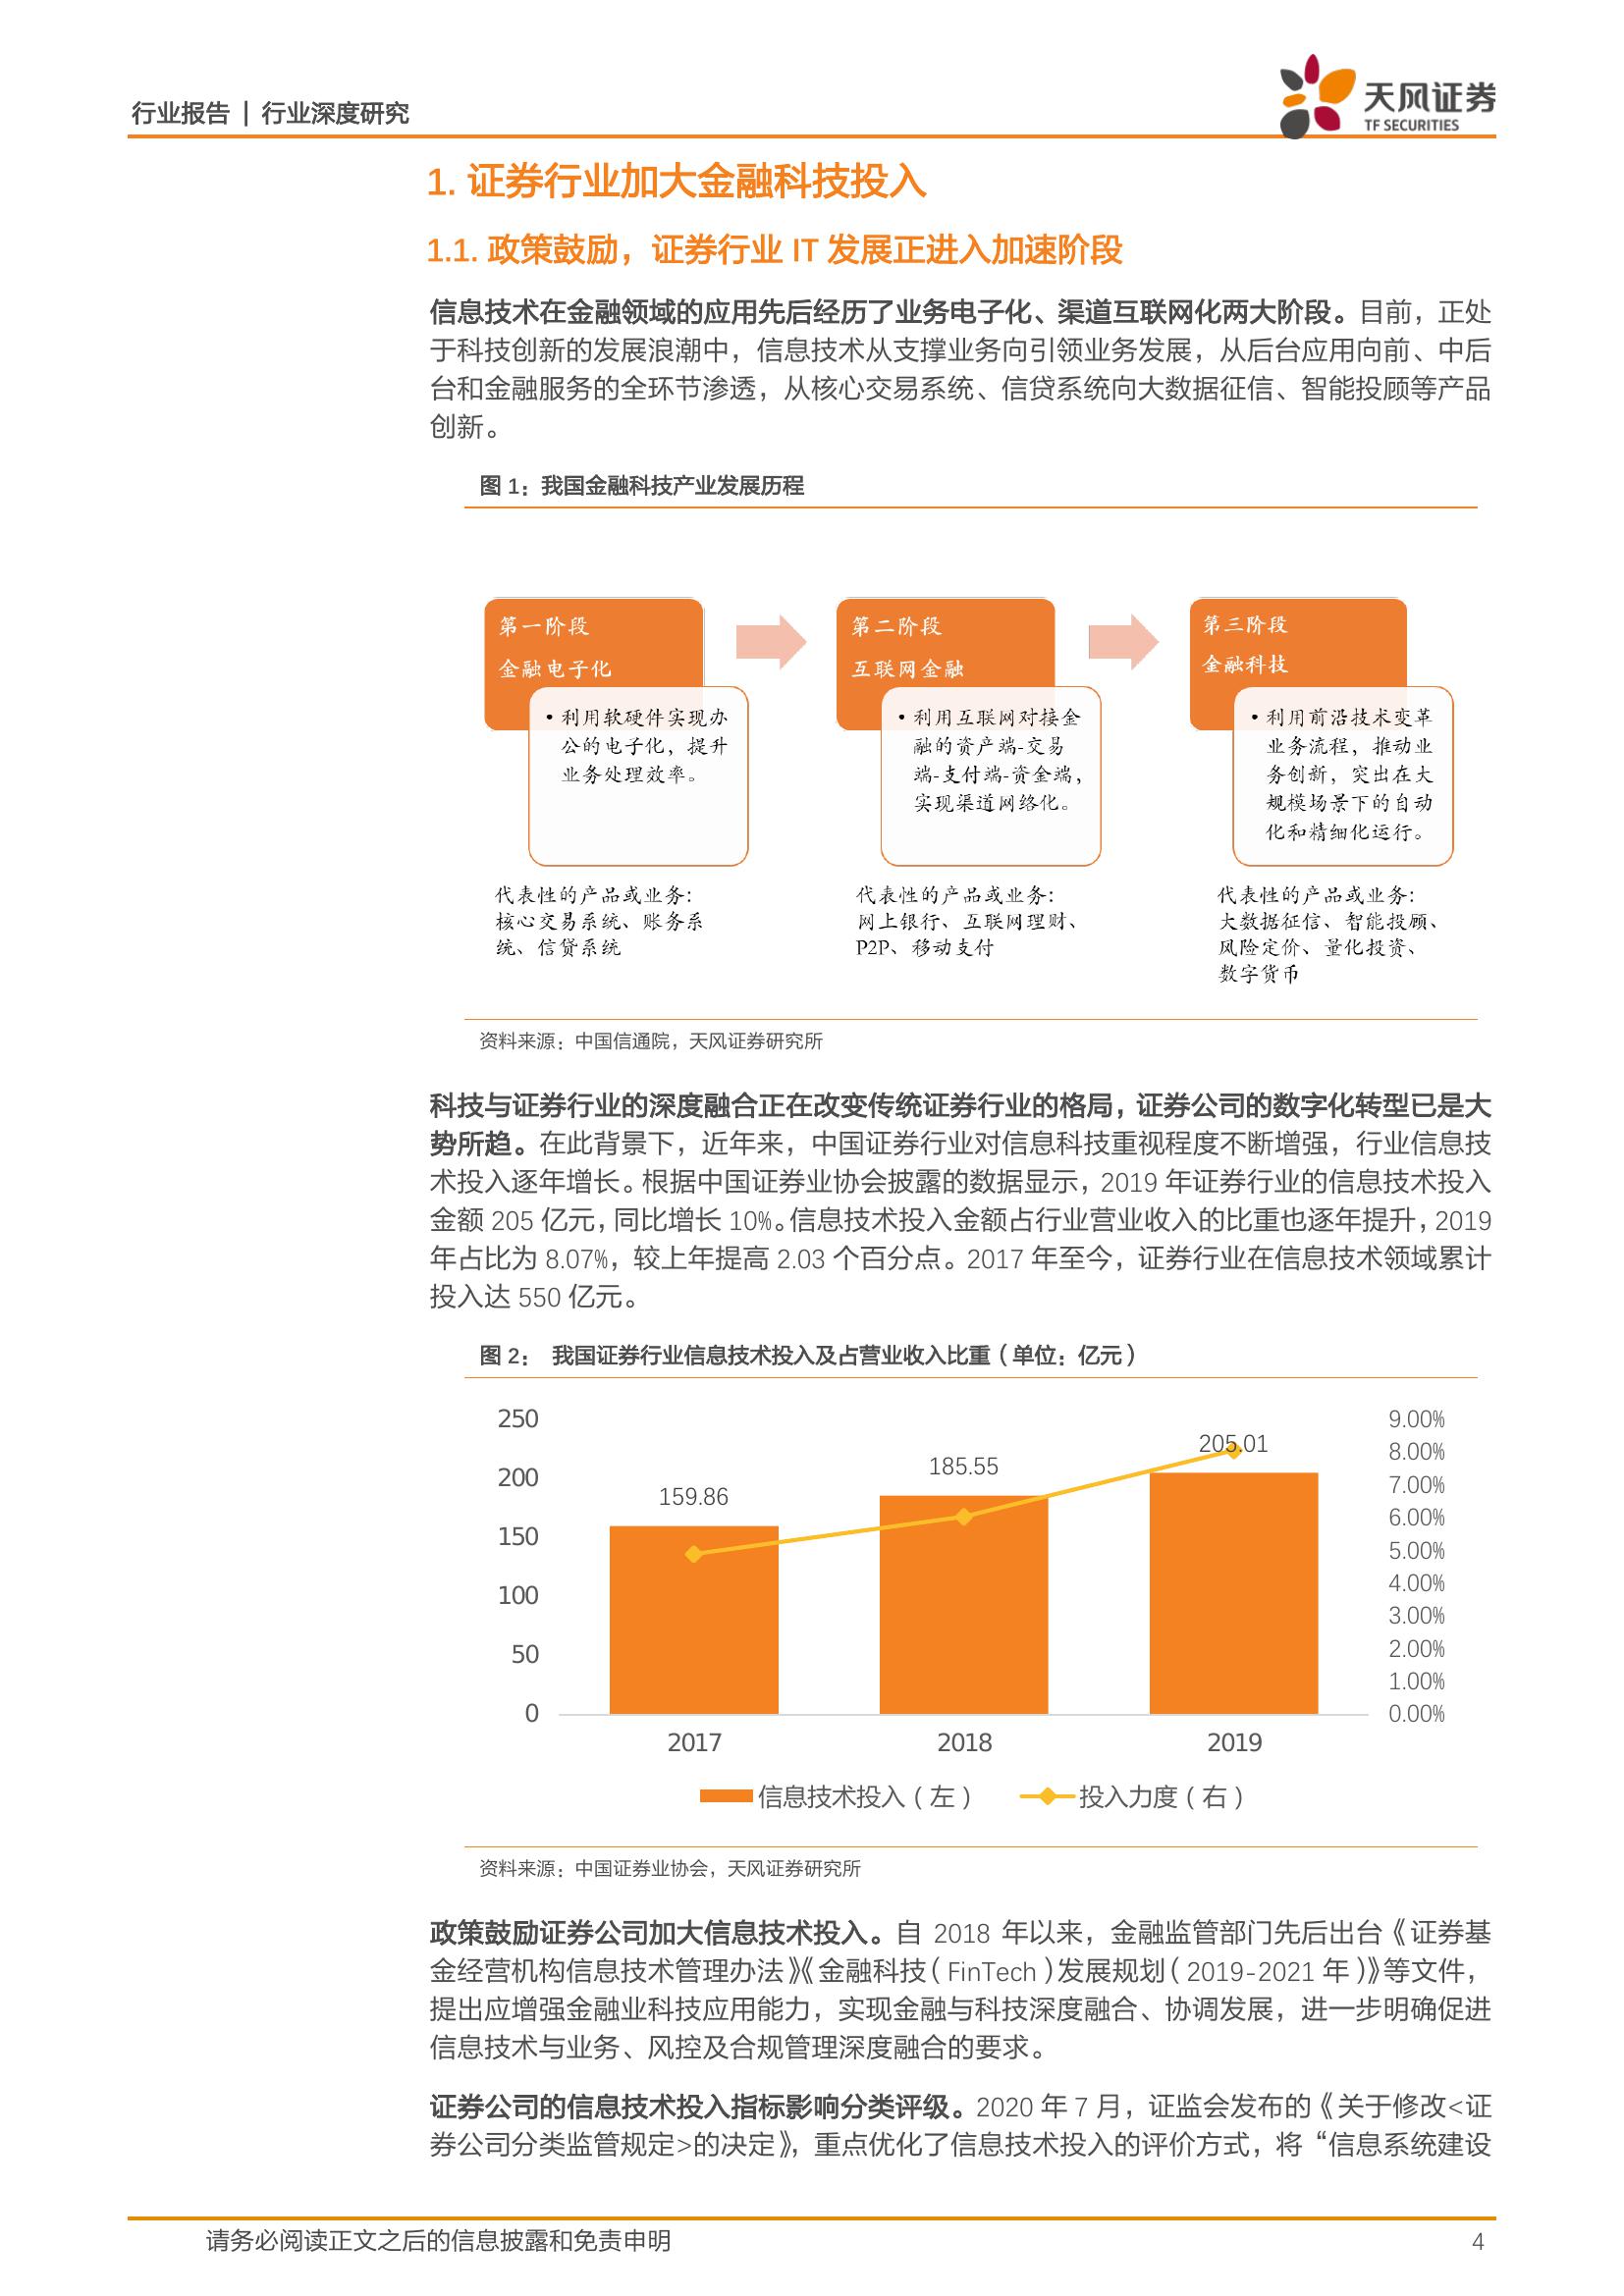 行业报告 | 行业深度研究
天风证券
TF SECURITIES
1. 证券行业加大金融科技投入
1.1. 政策鼓励，证券行业 IT 发展正进入加速阶段
信息技术在金融领域的应用先后经历了业务电子化、渠道互联网化两大阶段。目前，正处
于科技创新的发展浪潮中，信息技术从支撑业务向引领业务发展，从后台应用向前、中后
台和金融服务的全环节渗透，从核心交易系统、信贷系统向大数据征信、智能投顾等产品
创新。
图 1：我国金融科技产业发展历程
第一阶段
金融电子化
• 利用软硬件实现办
公的电子化，提升
业务处理效率。
代表性的产品或业务：
核心交易系统、账务系
统、信贷系统
第二阶段
互联网金融
• 利用互联网对接金
融的资产端-交易
端-支付端-资金端，
实现渠道网络化。
代表性的产品或业务：
网上银行、互联网理财、
P2P、移动支付
第三阶段
金融科技
• 利用前沿技术变革
业务流程，推动业
务创新，突出在大
规模场景下的自动
化和精细化运行。
代表性的产品或业务：
大数据征信、智能投顾、
风险定价、量化投资、
数字货币
资料来源：中国信通院，天风证券研究所
科技与证券行业的深度融合正在改变传统证券行业的格局，证券公司的数字化转型已是大
势所趋。在此背景下，近年来，中国证券行业对信息科技重视程度不断增强，行业信息技
术投入逐年增长。根据中国证券业协会披露的数据显示，2019 年证券行业的信息技术投入
金额 205 亿元，同比增长 10%。信息技术投入金额占行业营业收入的比重也逐年提升，2019
年占比为 8.07%，较上年提高 2.03 个百分点。2017 年至今，证券行业在信息技术领域累计
投入达 550 亿元。
图 2： 我国证券行业信息技术投入及占营业收入比重（单位：亿元）
250
200
150
100
50
0
159.86
185.55
205.01
9.00%
8.00%
7.00%
6.00%
5.00%
4.00%
3.00%
2.00%
1.00%
0.00%
2017
2018
2019
信息技术投入（左）
投入力度（右）
资料来源：中国证券业协会，天风证券研究所
政策鼓励证券公司加大信息技术投入。自 2018 年以来，金融监管部门先后出台《证券基
金经营机构信息技术管理办法》《金融科技（FinTech）发展规划（2019-2021 年）》等文件，
提出应增强金融业科技应用能力，实现金融与科技深度融合、协调发展，进一步明确促进
信息技术与业务、风控及合规管理深度融合的要求。
证券公司的信息技术投入指标影响分类评级。2020 年 7 月，证监会发布的《关于修改<证
券公司分类监管规定>的决定》，重点优化了信息技术投入的评价方式，将“信息系统建设
请务必阅读正文之后的信息披露和免责申明
4